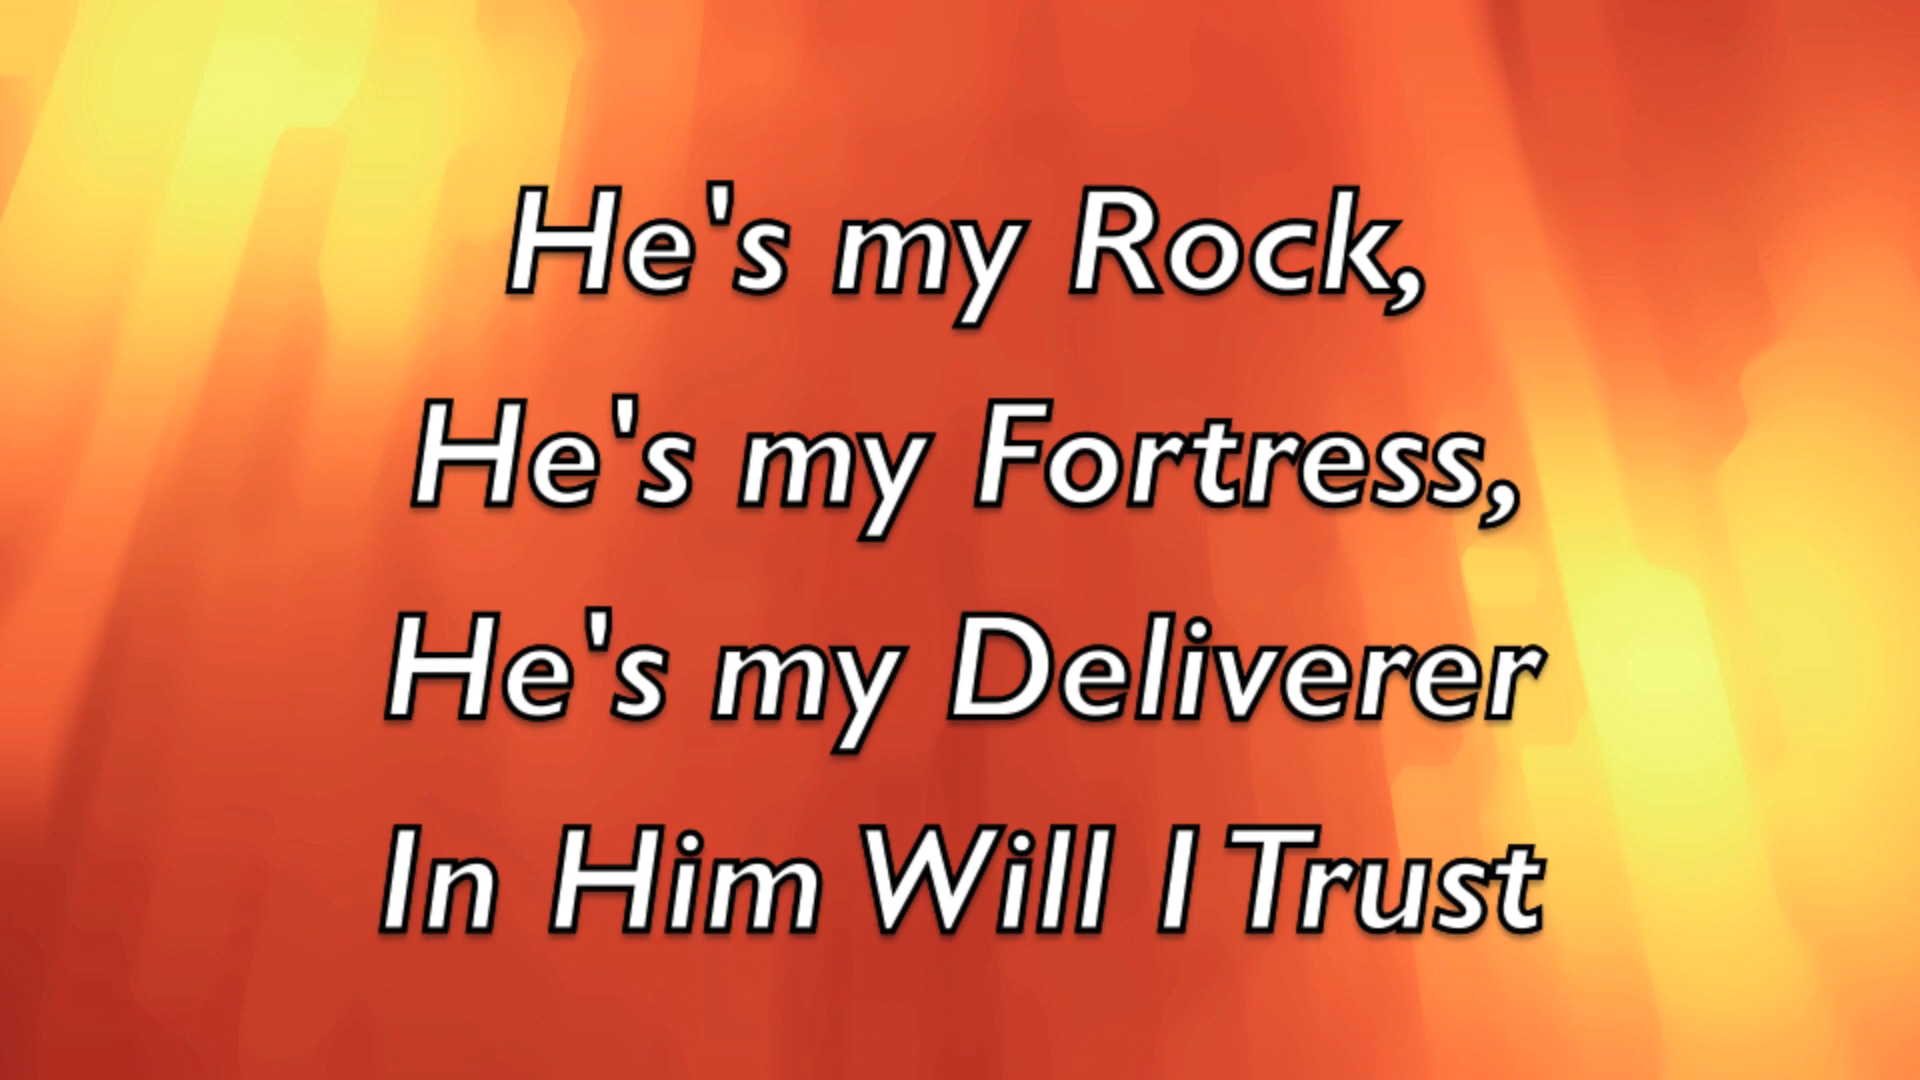 He's my Rock,
He's my Fortress,
He's my Deliverer
In Him Will I Trust